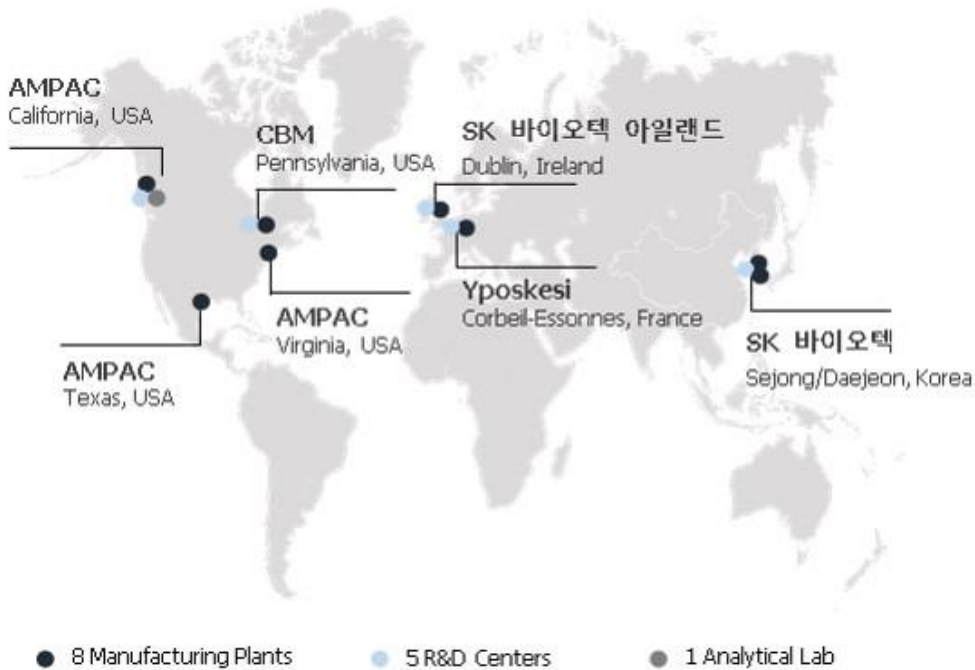 AMPAC
California, USA
CBM
Pennsylvania, USA
SK 바이오텍 아일랜드
Dublin, Ireland
AMPAC
Texas, USA
AMPAC
Virginia, USA
Yposkesi
Corbeil-Essonnes, France
SK 바이오텍
Sejong/Daejeon, Korea
8 Manufacturing Plants
5 R&D Centers
1 Analytical Lab